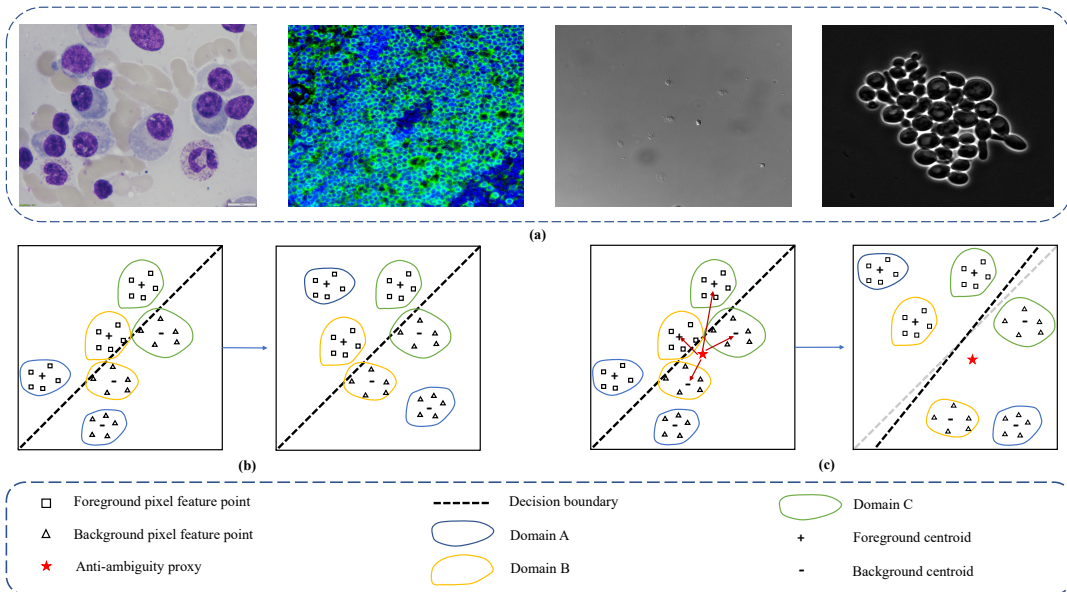 (a)
(b)
(c)
Foreground pixel feature point
Background pixel feature point
Anti-ambiguity proxy
Decision boundary
Domain A
Domain B
Domain C
Foreground centroid
Background centroid